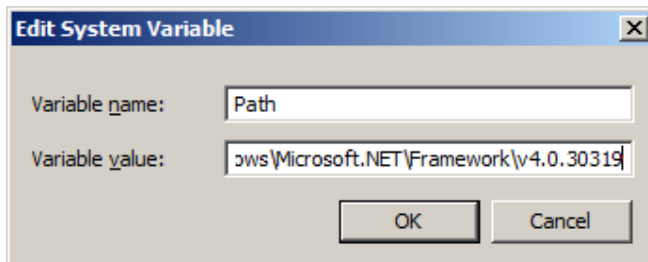 Edit System Variable
Variable name: Path
Variable value: ows\Microsoft.NET\Framework\v4.0.30319
OK Cancel